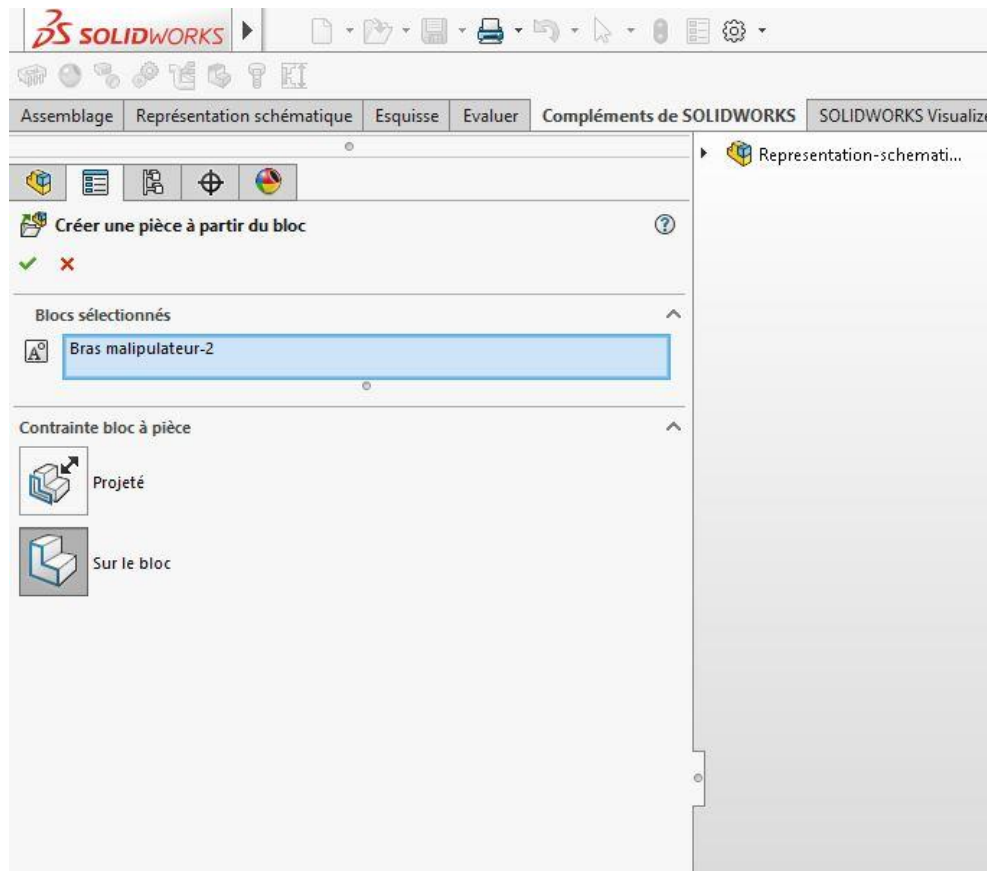 SOLIDWORKS
Assemblage Représentation schématique Esquisse Evaluer Compléments de SOLIDWORKS SOLIDWORKS Visualize
Representation-schemati...
Créer une pièce à partir du bloc
Blocs sélectionnés
Bras malipulateur-2
Contrainte bloc à pièce
Projeté
Sur le bloc